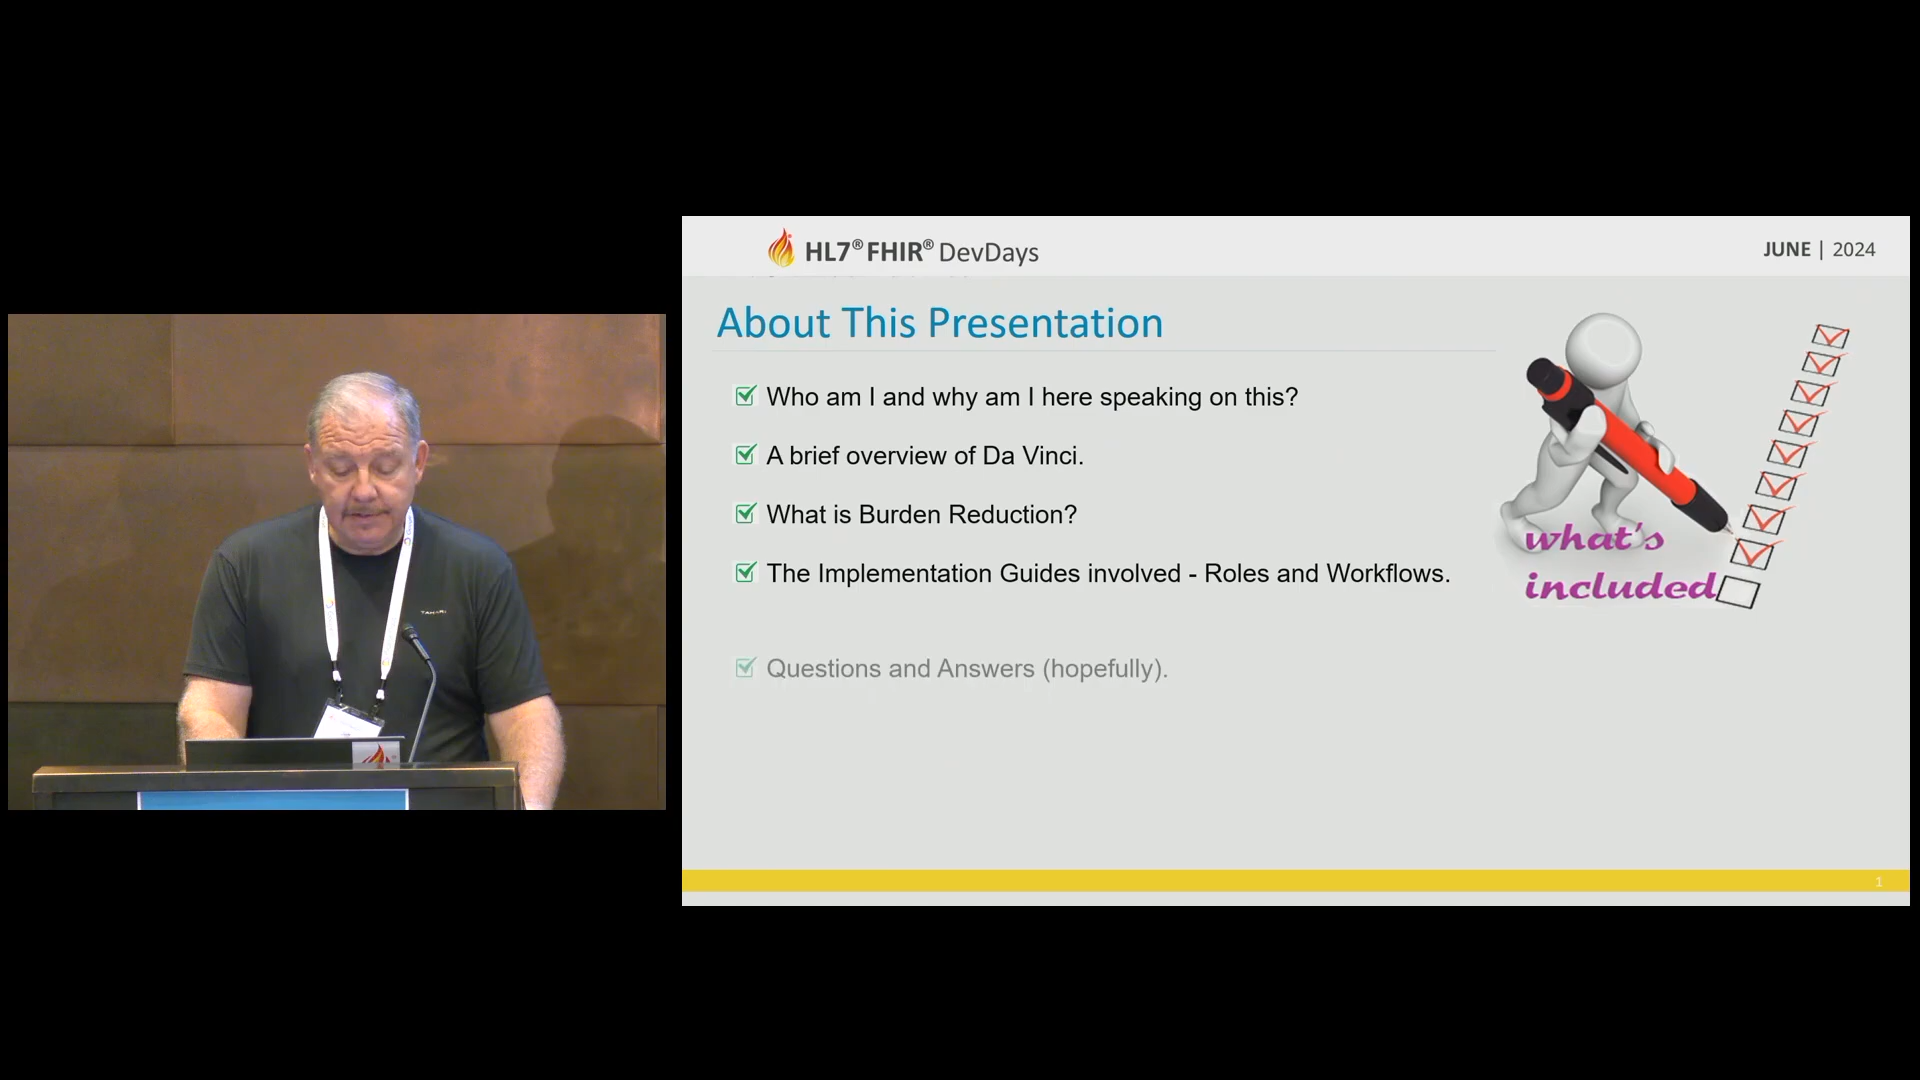 HL7® FHIR® DevDays
JUNE | 2024
About This Presentation
Who am I and why am I here speaking on this?
A brief overview of Da Vinci.
What is Burden Reduction?
The Implementation Guides involved - Roles and Workflows.
Questions and Answers (hopefully).
what's
included
1